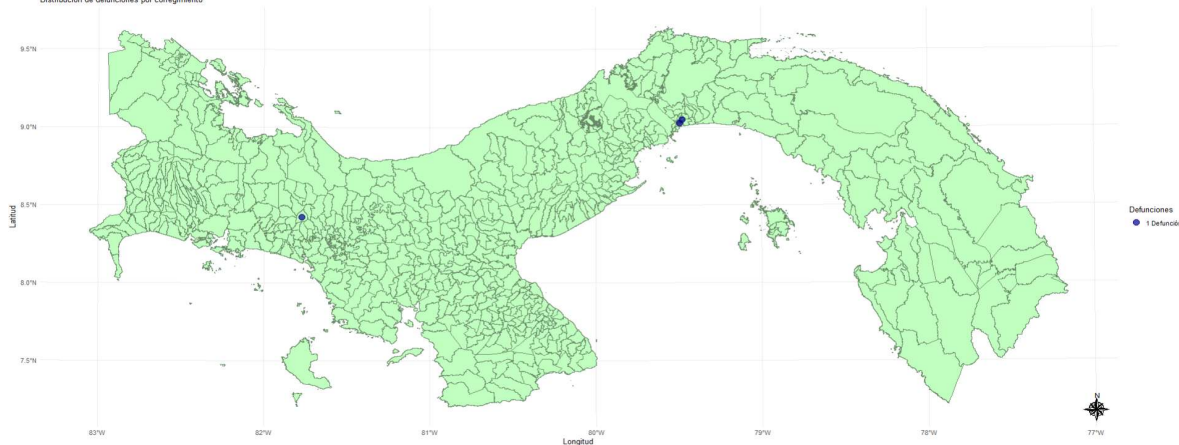 Distribución de defunciones por corregimiento
9.5°N
9.0°N
8.5°N
8.0°N
7.5°N
Latitud
83°W
82°W
81°W
80°W
79°W
78°W
77°W
Longitud
Defunciones
1 Defunción
N